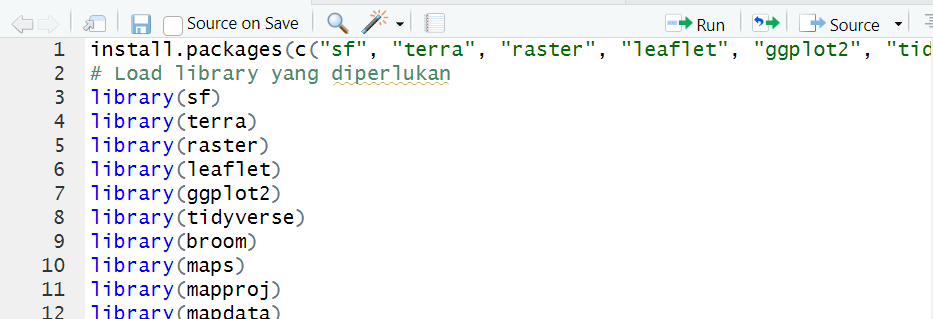 Source on Save
Run
Source
1 install.packages(c("sf", "terra", "raster", "leaflet", "ggplot2", "tid
2 # Load library yang diperlukan
3 library(sf)
4 library(terra)
5 library(raster)
6 library(leaflet)
7 library(ggplot2)
8 library(tidyverse)
9 library(broom)
10 library(maps)
11 library(mapproj)
12 library(mapdata)